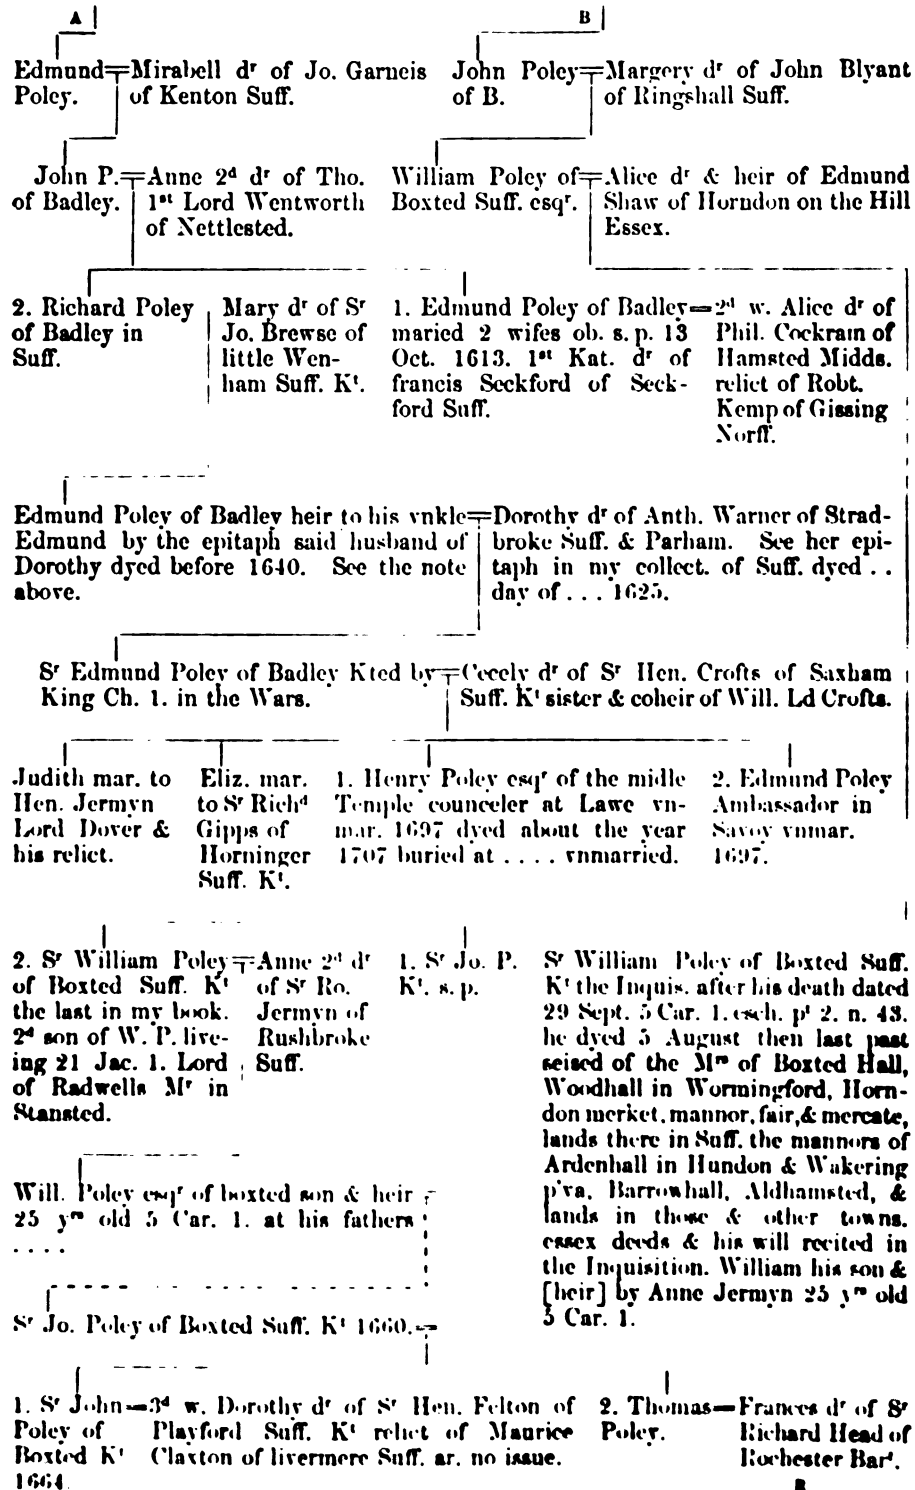 A B
Edmund Poley.
Mirabell dʳ of Jo. Garneis of Kenton Suff.
John Poley of B.
Margery dʳ of John Blyant of Ringshall Suff.
John P. of Badley.
Anne 2ᵈ dʳ of Tho. 1ˢᵗ Lord Wentworth of Nettlested.
William Poley of Boxted Suff. esqʳ.
Alice dʳ & heir of Edmund Shaw of Horndon on the Hill Essex.
2. Richard Poley
of Badley in
Suff.
Mary dʳ of Sʳ
Jo. Brewse of
little Wen-
ham Suff. Kᵗ.
1. Edmund Poley of Badley
maried 2 wifes ob. s. p. 13
Oct. 1613. 1ˢᵗ Kat. dʳ of
francis Seckford of Seck-
ford Suff.
2ᵈ w. Alice dʳ of
Phil. Cockram of
Hamsted Midds.
relict of Robt.
Kemp of Gissing
Norff.
Edmund Poley of Badley heir to his vnkle
Edmund by the epitaph said husband of
Dorothy dyed before 1640. See the note
above.
Dorothy dʳ of Anth. Warner of Strad-
broke Suff. & Parham. See her epi-
taph in my collect. of Suff. dyed . .
day of . . . 1625.
Sʳ Edmund Poley of Badley Kted by
King Ch. 1. in the Wars.
Cecely dʳ of Sʳ Hen. Crofts of Saxham
Suff. Kᵗ sister & coheir of Will. Ld Crofts.
Judith mar. to
Hen. Jermyn
Lord Dover &
his relict.
Eliz. mar.
to Sʳ Richᵈ
Gipps of
Horninger
Suff. Kᵗ.
1. Henry Poley esqʳ of the midle
Temple counceler at Lawe vn-
mar. 1697 dyed about the year
1707 buried at . . . . vnmarried.
2. Edmund Poley
Ambassador in
Savoy vnmar.
1697.
2. Sʳ William Poley
of Boxted Suff. Kᵗ
the last in my book.
2ᵈ son of W. P. live-
ing 21 Jac. 1. Lord
of Radwells Mʳ in
Stansted.
Anne 2ᵈ dʳ
of Sʳ Ro.
Jermyn of
Rushbroke
Suff.
1. Sʳ Jo. P.
Kᵗ. s. p.
Sʳ William Poley of Boxted Suff.
Kᵗ the Inquis. after his death dated
29 Sept. 5 Car. 1. esch. pᵗ 2. n. 43.
he dyed 5 August then last past
seised of the Mʳˢ of Boxted Hall,
Woodhall in Wormingford, Horn-
don merket, mannor, fair, & mercate,
lands there in Suff. the mannors of
Ardenhall in Hundon & Wakering
p'va, Barrowhall, Aldhamsted, &
lands in those & other towns.
essex deeds & his will recited in
the Inquisition. William his son &
[heir] by Anne Jermyn 25 yʳˢ old
5 Car. 1.
Will. Poley esqʳ of boxted son & heir
25 yʳˢ old 5 Car. 1. at his fathers
. . . .
Sʳ Jo. Poley of Boxted Suff. Kᵗ 1660.
1. Sʳ John
Poley of
Boxted Kᵗ
1664.
3ᵈ w. Dorothy dʳ of Sʳ Hen. Felton of
Playford Suff. Kᵗ relict of Maurice
Claxton of livermere Suff. ar. no issue.
2. Thomas
Poley.
Frances dʳ of Sʳ
Richard Head of
Rochester Barᵗ.